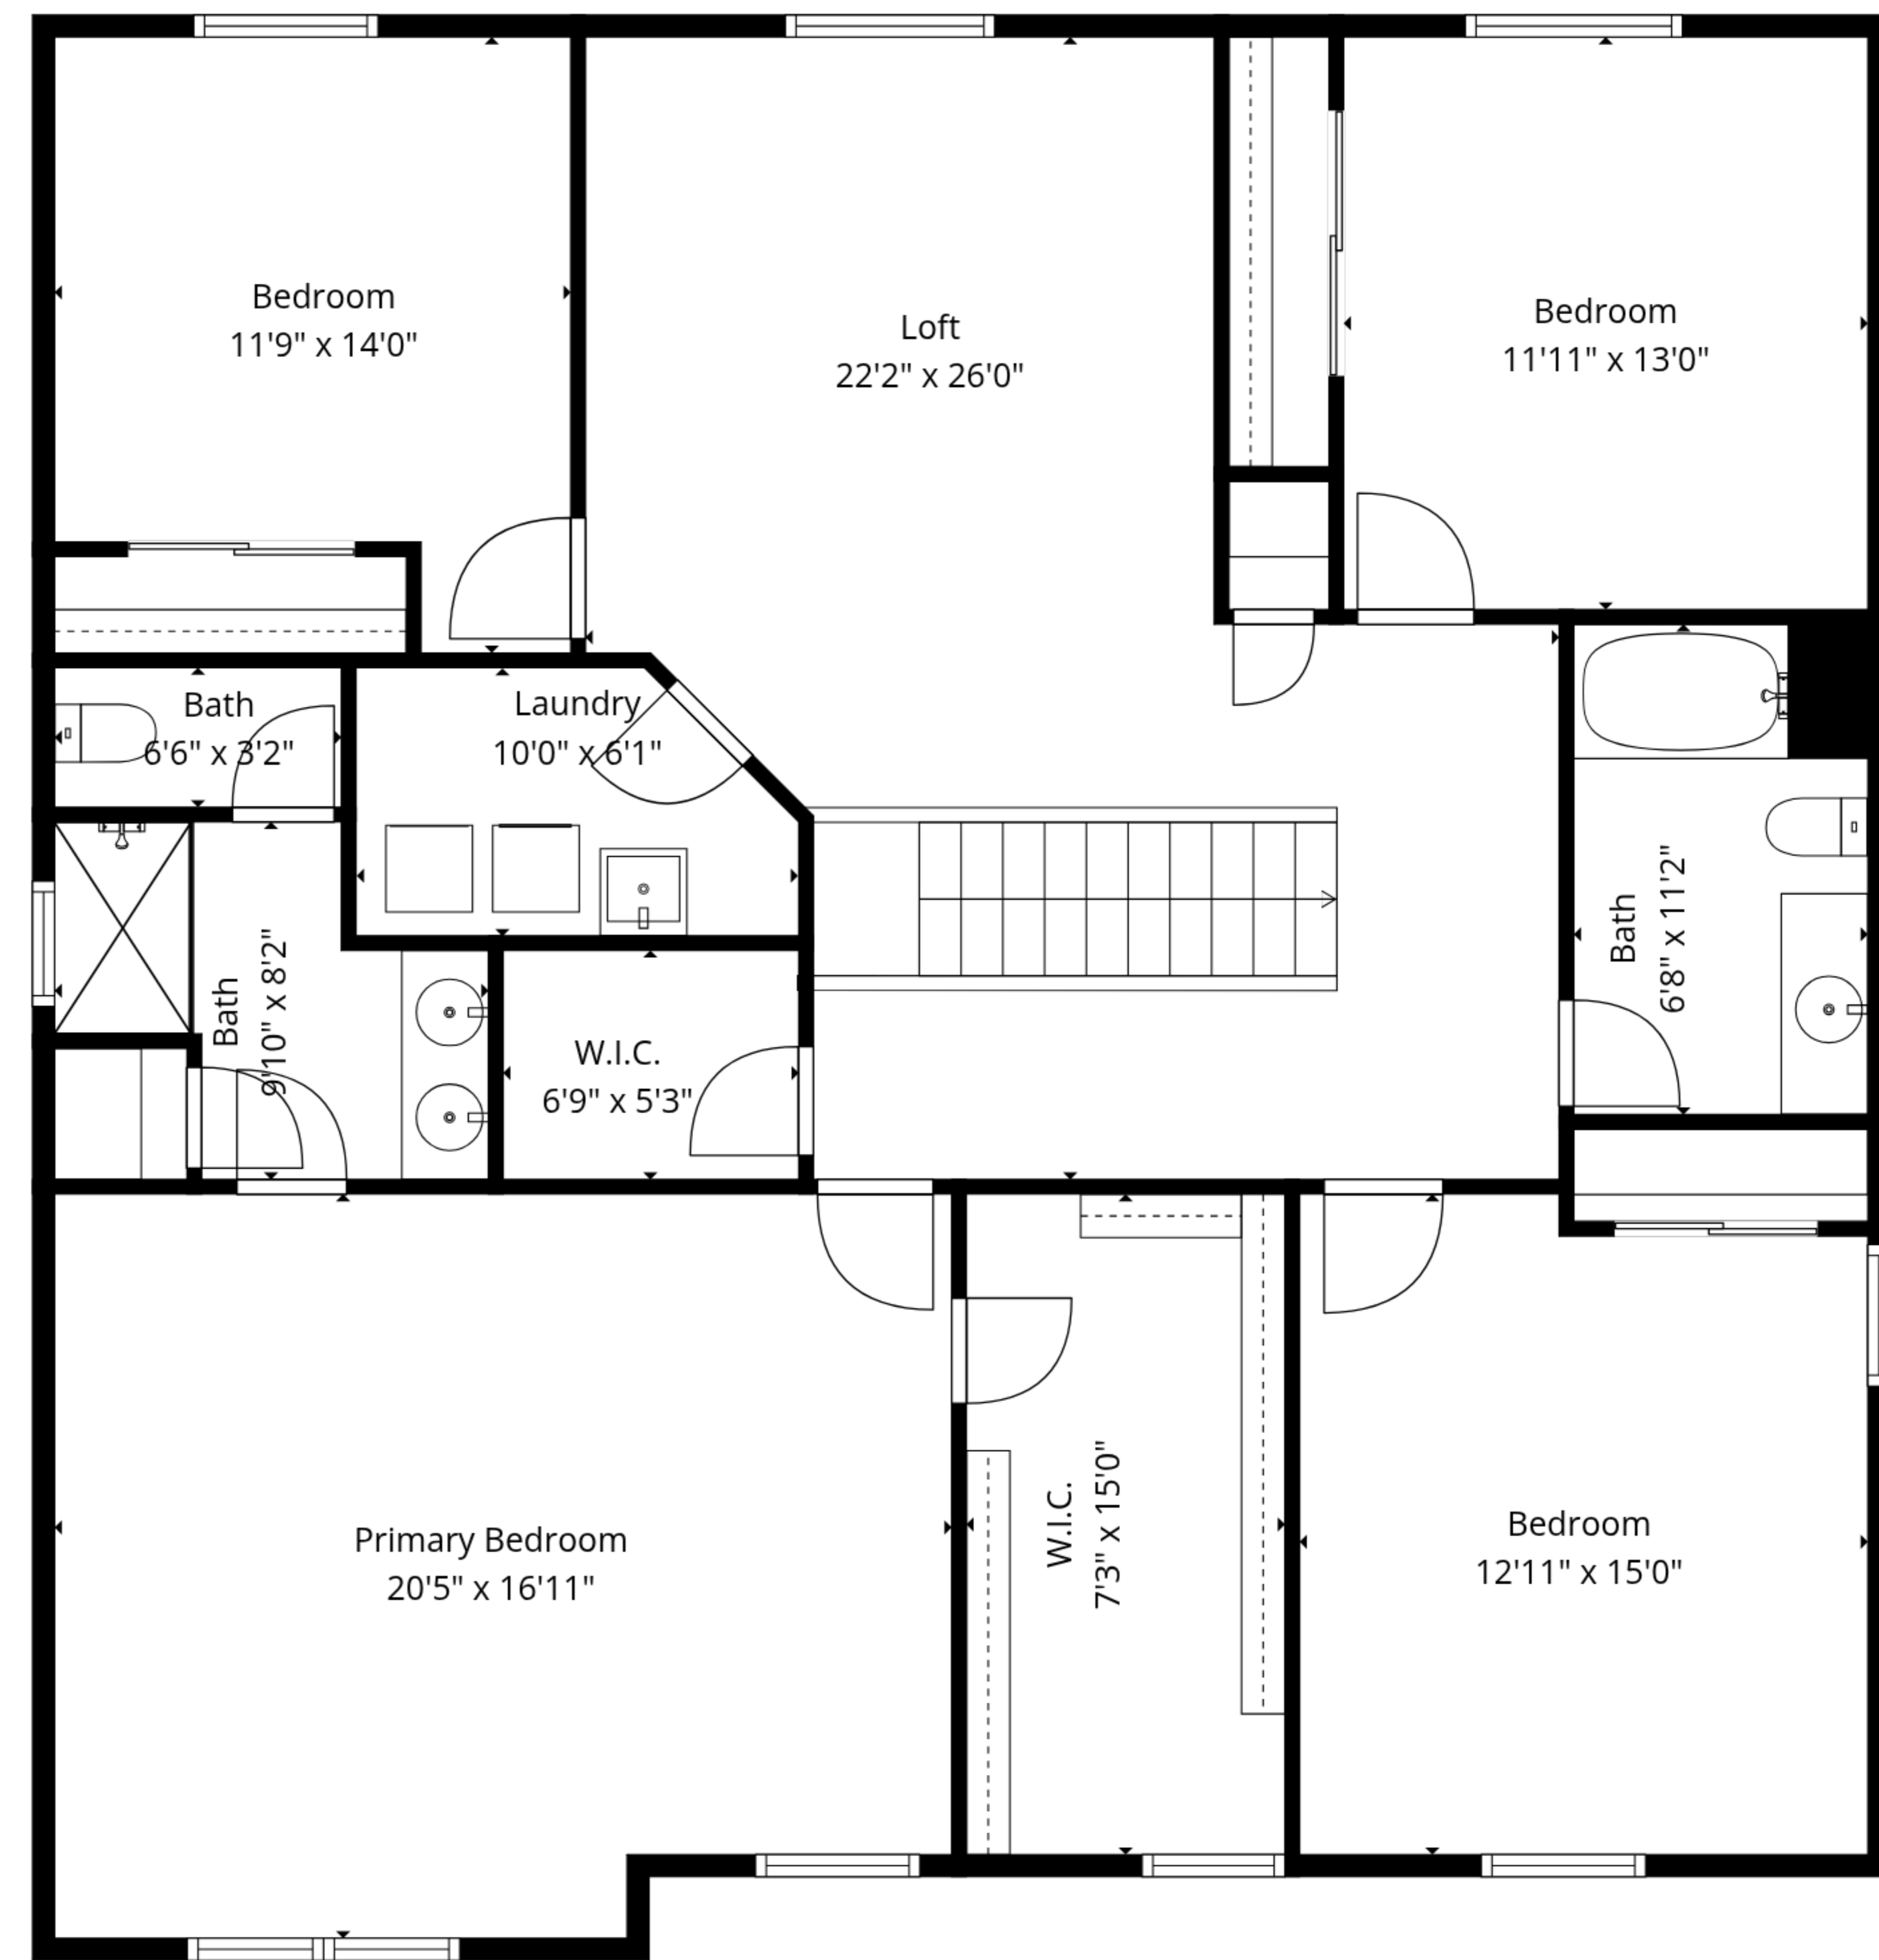 Bedroom
11'9" x 14'0"
Loft
22'2" x 26'0"
Bedroom
11'11" x 13'0"
Bath
6'6" x 3'2"
Laundry
10'0" x 6'1"
Bath
9'10" x 8'2"
W.I.C.
6'9" x 5'3"
Bath
6'8" x 11'2"
Primary Bedroom
20'5" x 16'11"
W.I.C.
7'3" x 15'0"
Bedroom
12'11" x 15'0"